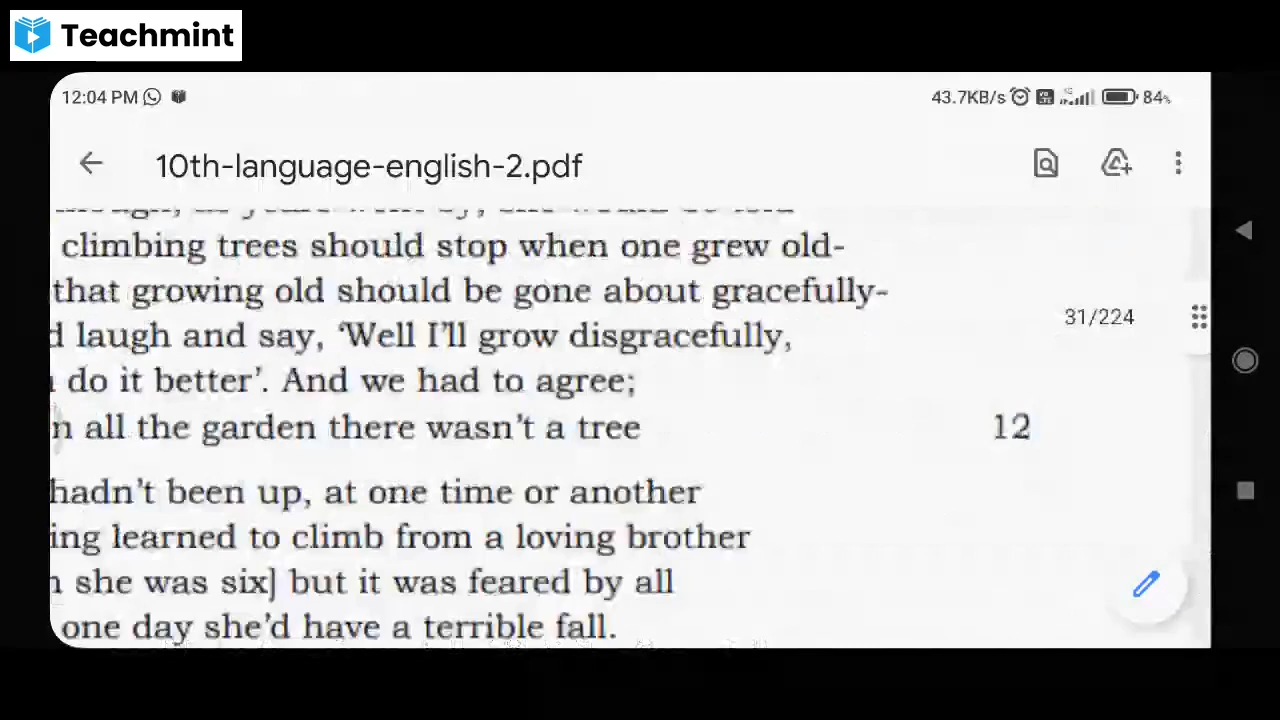 Teachmint
12:04 PM
43.7KB/s
84%
10th-language-english-2.pdf
climbing trees should stop when one grew old-
that growing old should be gone about gracefully-
31/224
d laugh and say, ‘Well I’ll grow disgracefully,
do it better’. And we had to agree;
n all the garden there wasn’t a tree
12
hadn’t been up, at one time or another
ing learned to climb from a loving brother
n she was six] but it was feared by all
one day she’d have a terrible fall.